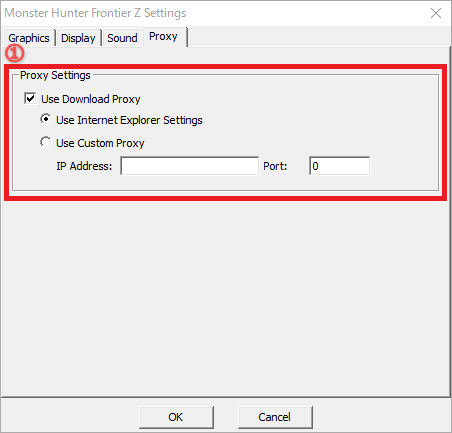 Monster Hunter Frontier Z Settings
Graphics Display Sound Proxy
①
Proxy Settings
Use Download Proxy
Use Internet Explorer Settings
Use Custom Proxy
IP Address: Port: 0
OK Cancel